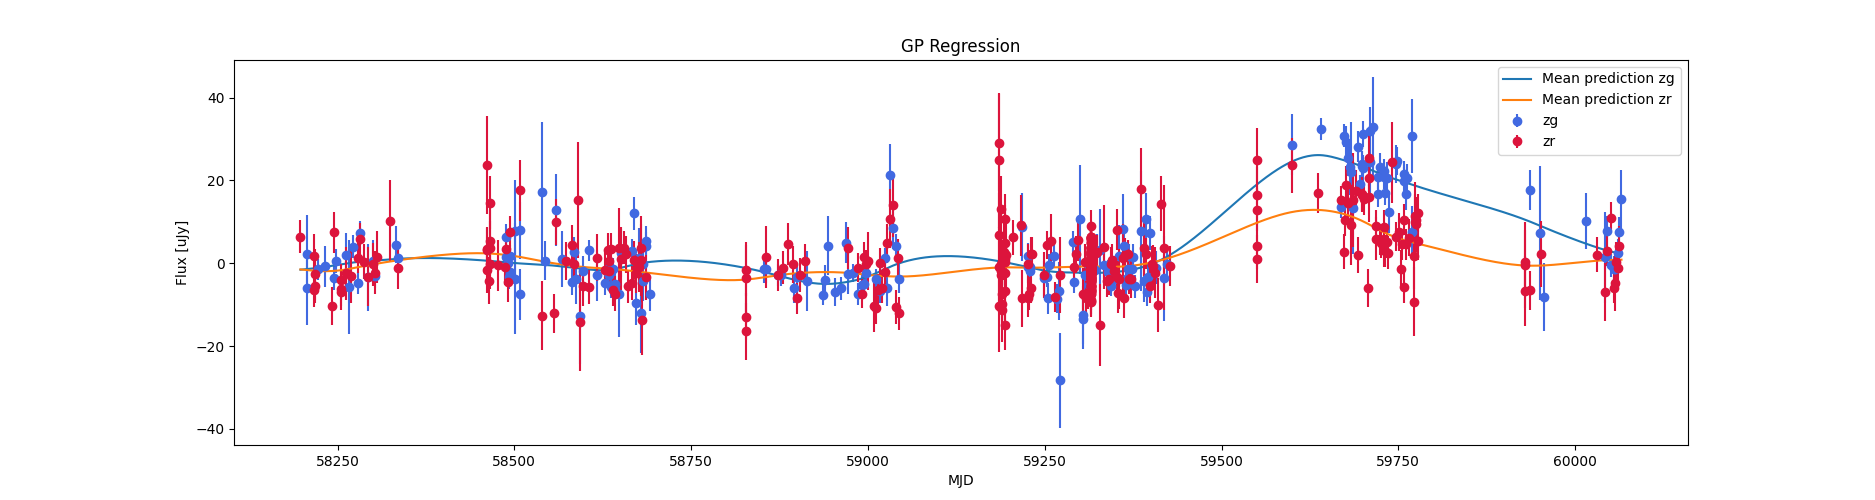 GP Regression
Flux [uJy]
40
20
0
−20
−40
Mean prediction zg
Mean prediction zr
zg
zr
58250
58500
58750
59000
59250
59500
59750
60000
MJD